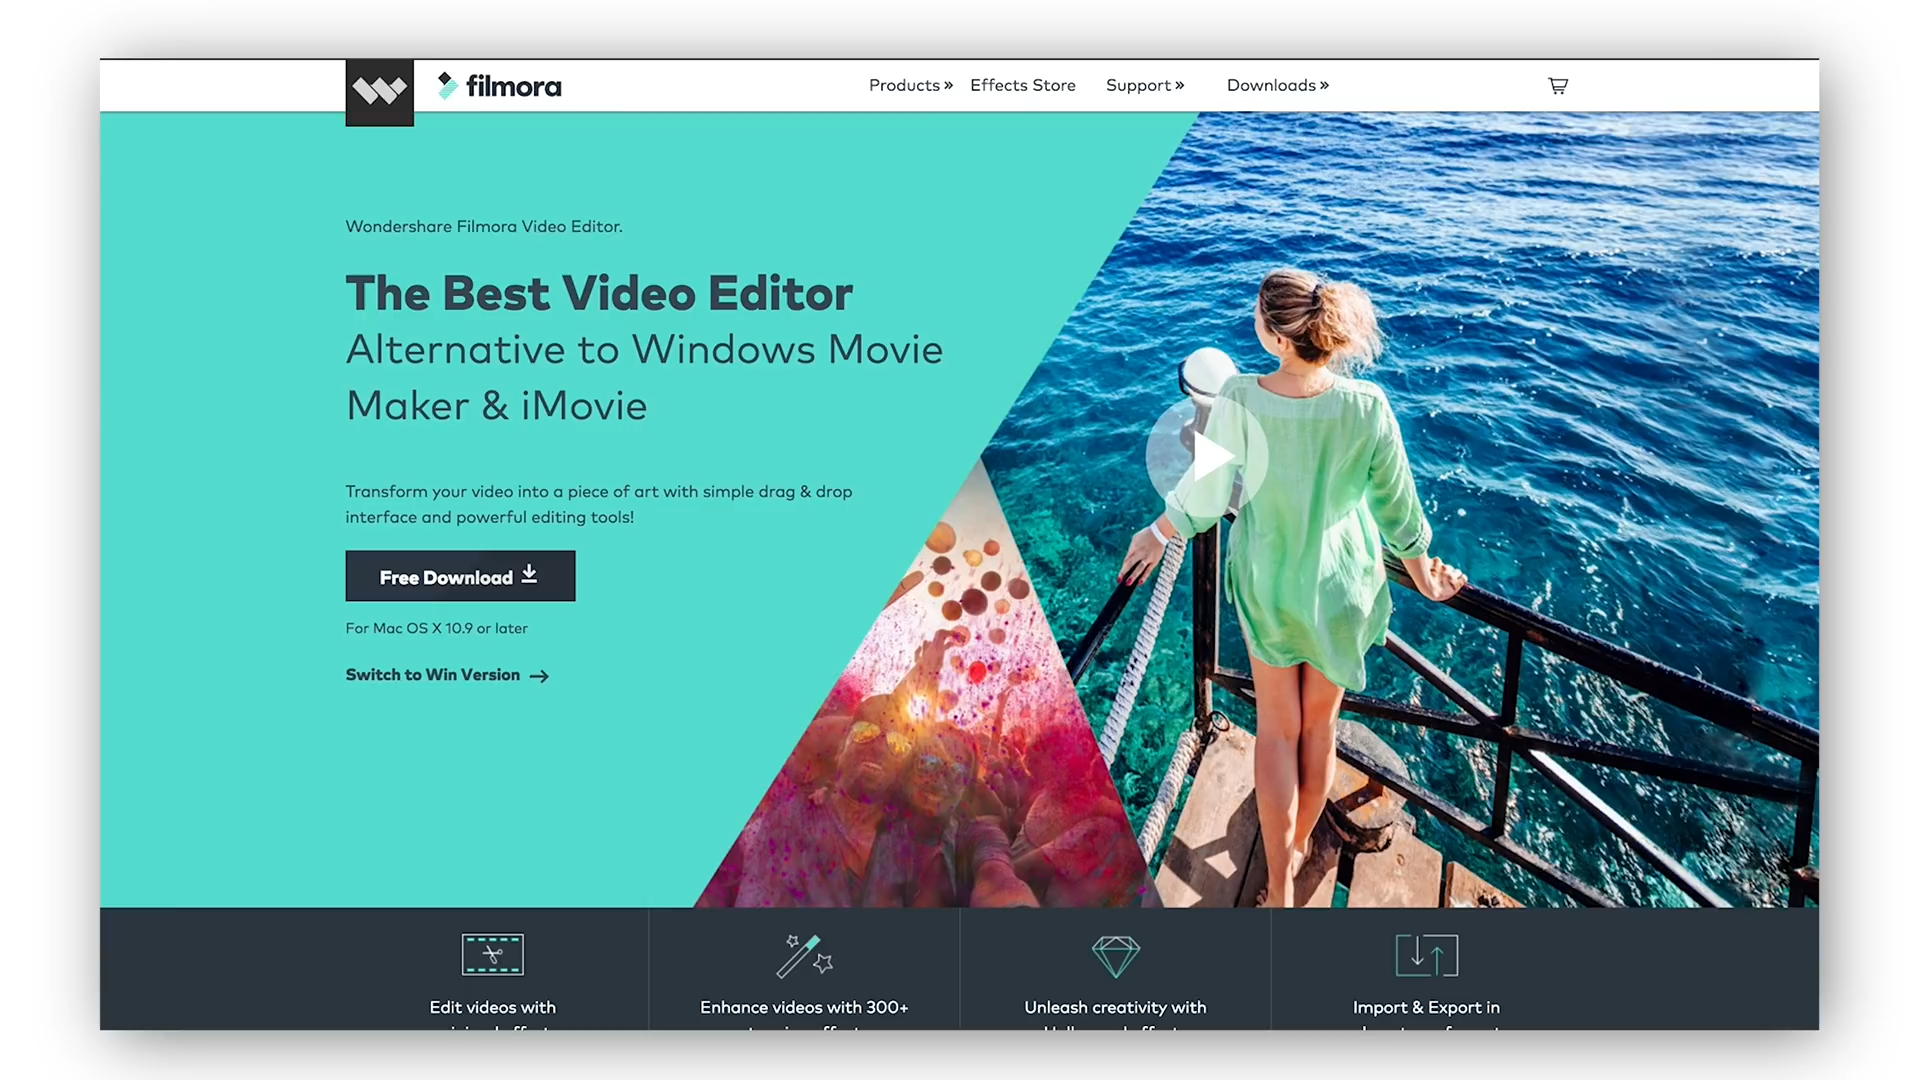 filmora
Products » Effects Store Support » Downloads »
Wondershare Filmora Video Editor.
The Best Video Editor
Alternative to Windows Movie
Maker & iMovie
Transform your video into a piece of art with simple drag & drop
interface and powerful editing tools!
Free Download
For Mac OS X 10.9 or later
Switch to Win Version →
Edit videos with
Enhance videos with 300+
Unleash creativity with
Import & Export in